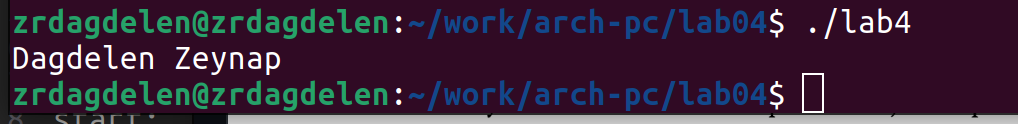 zrdagdelen@zrdagdelen:~/work/arch-pc/lab04$ ./lab4
Dagdelen Zeynap
zrdagdelen@zrdagdelen:~/work/arch-pc/lab04$